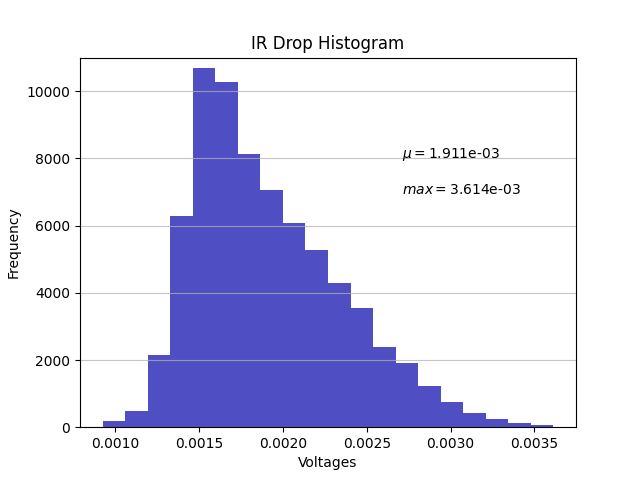 IR Drop Histogram
10000
8000
6000
4000
2000
0
Frequency
μ = 1.911e-03
max = 3.614e-03
0.0010 0.0015 0.0020 0.0025 0.0030 0.0035
Voltages